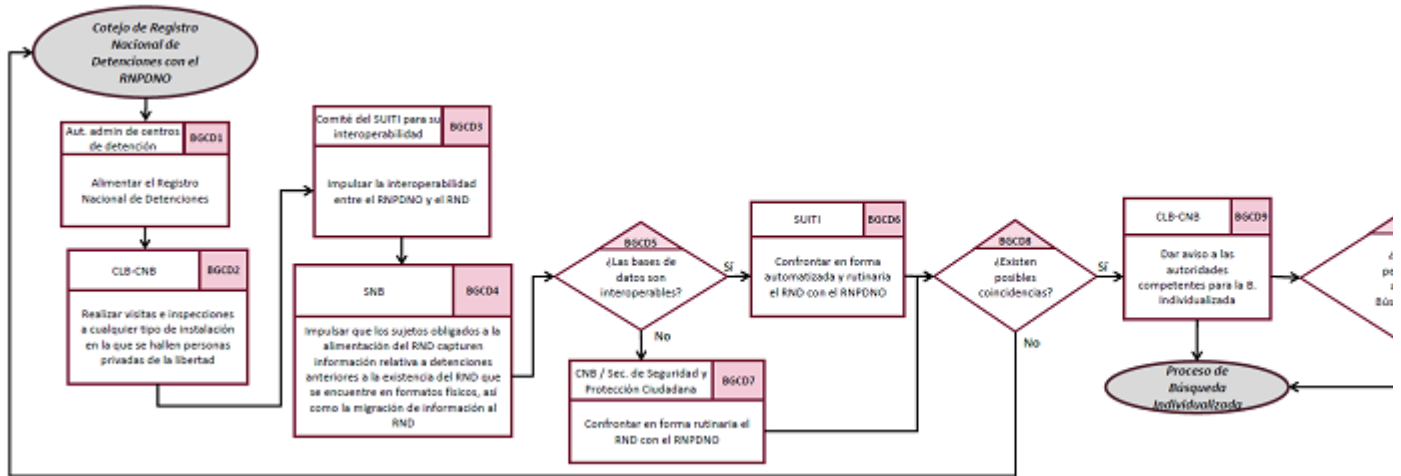 Cotejo de Registro
Nacional de
Detenciones con el
RNPDNO
Aut. admin de centros
de detención
BGCD1
Alimentar el Registro
Nacional de Detenciones
CLB-CNB
BGCD2
Realizar visitas e inspecciones
a cualquier tipo de instalación
en la que se hallen personas
privadas de la libertad
Comité del SUITI para su
interoperabilidad
BGCD3
Impulsar la interoperabilidad
entre el RNPDNO y el RND
SNB
BGCD4
Impulsar que los sujetos obligados a la
alimentación del RND capturen
información relativa a detenciones
anteriores a la existencia del RND que
se encuentre en formatos físicos, así
como la migración de información al
RND
BGCD5
¿Las bases de
datos son
interoperables?
Sí
No
SUITI
BGCD6
Confrontar en forma
automatizada y rutinaria
el RND con el RNPDNO
CNB / Sec. de Seguridad y
Protección Ciudadana
BGCD7
Confrontar en forma rutinaria el
RND con el RNPDNO
BGCD8
¿Existen
posibles
coincidencias?
Sí
No
CLB-CNB
BGCD9
Dar aviso a las
autoridades
competentes para la B.
Individualizada
Proceso de
Búsqueda
Individualizada
¿
pe
a
Bús